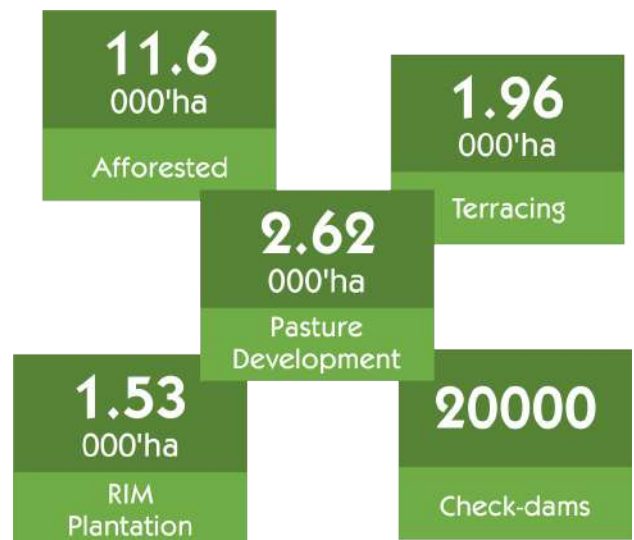 11.6
000'ha
Afforested
1.96
000'ha
Terracing
2.62
000'ha
Pasture
Development
1.53
000'ha
RIM
Plantation
20000
Check-dams